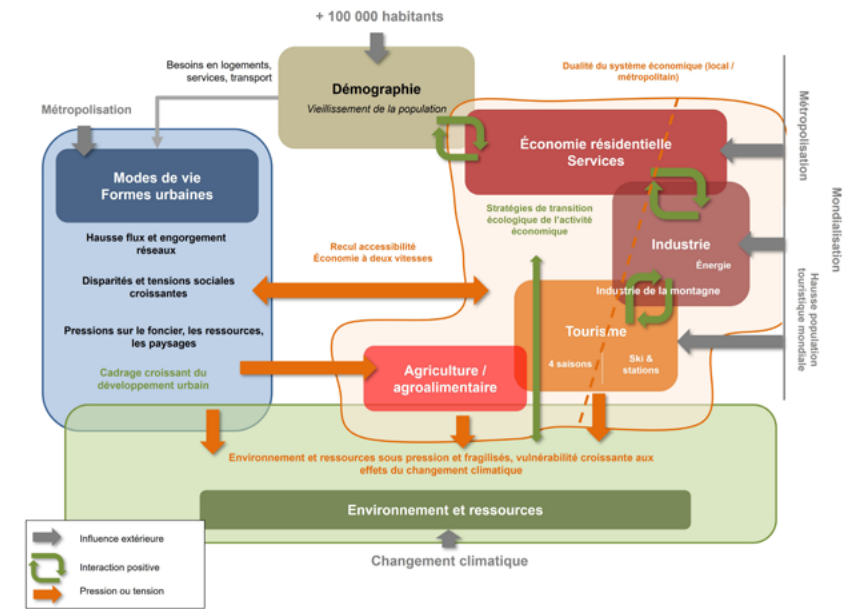 + 100 000 habitants
Besoins en logements,
services, transport
Démographie
Vieillissement de la population
Dualité du système économique (local /
métropolitain)
Métropolisation
Économie résidentielle
Services
Métropolisation
Mondialisation
Hausse population
touristique mondiale
Modes de vie
Formes urbaines
Stratégies de transition
écologique de l'activité
économique
Industrie
Énergie
Industrie de la montagne
Hausse flux et engorgement
réseaux
Disparités et tensions sociales
croissantes
Pressions sur le foncier, les ressources,
les paysages
Cadrage croissant du
développement urbain
Recul accessibilité
Économie à deux vitesses
Tourisme
4 saisons
Ski &
stations
Agriculture /
agroalimentaire
Environnement et ressources sous pression et fragilisés, vulnérabilité croissante aux
effets du changement climatique
Environnement et ressources
Changement climatique
Influence extérieure
Interaction positive
Pression ou tension